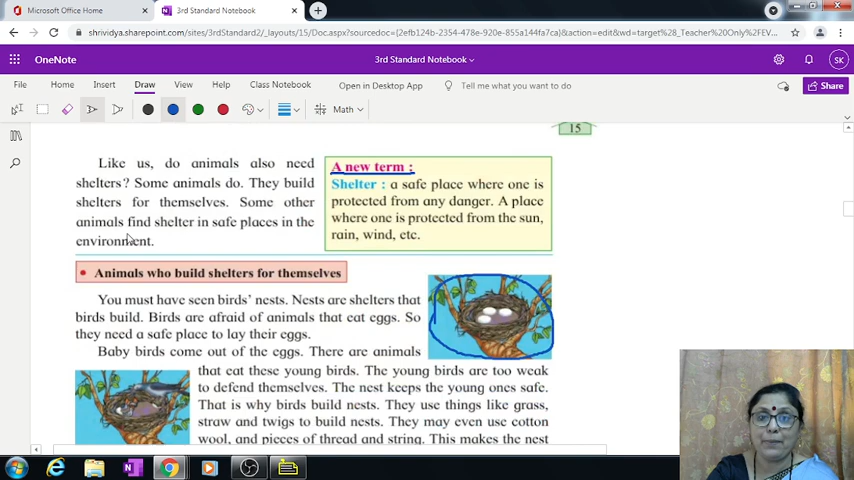 Microsoft Office Home
3rd Standard Notebook
shrividya.sharepoint.com/sites/3rdStandard2/_layouts/15/Doc.aspx?sourcedoc={2efb124b-2354-478e-920e-855a144fa7ca}&action=edit&wd=target%28_Teacher%20Only%2FEV...
OneNote
3rd Standard Notebook
SK
File
Home
Insert
Draw
View
Help
Class Notebook
Open in Desktop App
Tell me what you want to do
Share
Math
15
Like us, do animals also need
shelters? Some animals do. They build
shelters for themselves. Some other
animals find shelter in safe places in the
environment.
A new term :
Shelter : a safe place where one is
protected from any danger. A place
where one is protected from the sun,
rain, wind, etc.
• Animals who build shelters for themselves
You must have seen birds' nests. Nests are shelters that
birds build. Birds are afraid of animals that eat eggs. So
they need a safe place to lay their eggs.
Baby birds come out of the eggs. There are animals
that eat these young birds. The young birds are too weak
to defend themselves. The nest keeps the young ones safe.
That is why birds build nests. They use things like grass,
straw and twigs to build nests. They may even use cotton
wool, and pieces of thread and string. This makes the nest